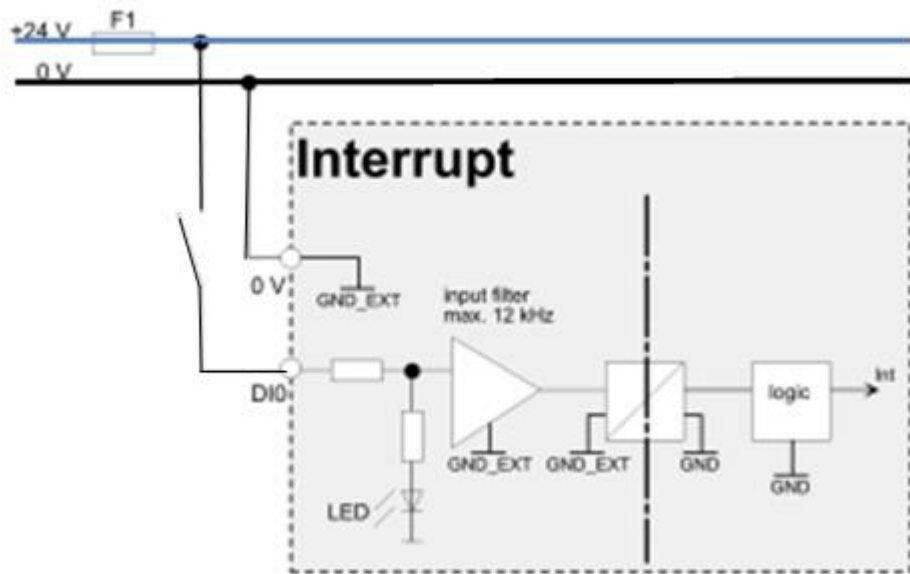 F1
+24 V
0 V
Interrupt
0 V
GND_EXT
input filter
max. 12 kHz
Int
logic
DI0
GND_EXT
GND_EXT
GND
GND
LED